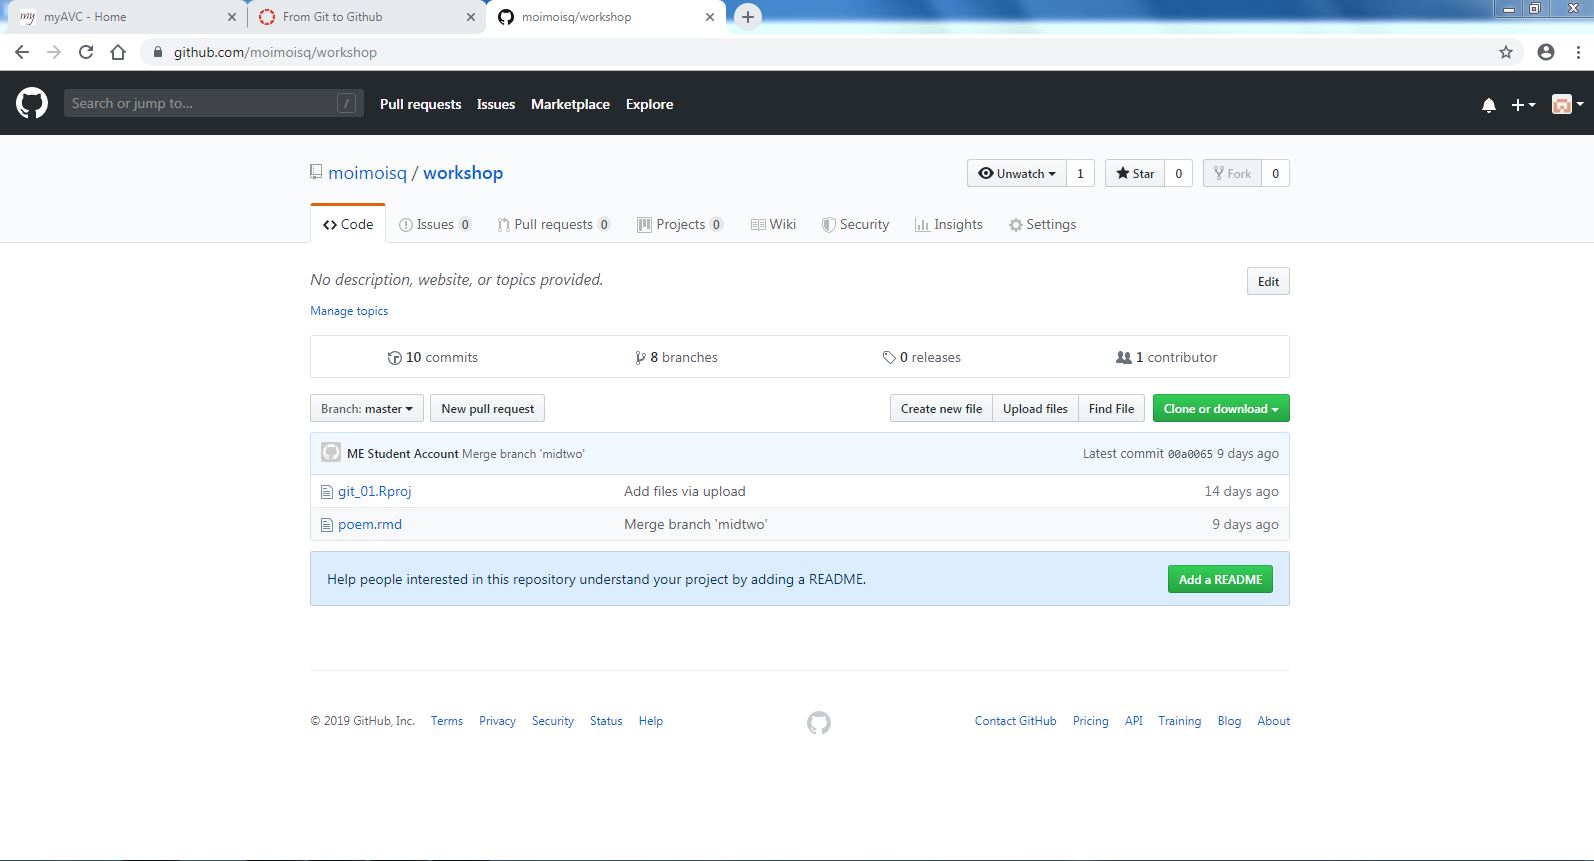 my myAVC - Home
From Git to Github
moimoisq/workshop
github.com/moimoisq/workshop
Search or jump to... /
Pull requests Issues Marketplace Explore
moimoisq / workshop
Unwatch 1 Star 0 Fork 0
Code Issues 0 Pull requests 0 Projects 0 Wiki Security Insights Settings
No description, website, or topics provided. Edit
Manage topics
10 commits 8 branches 0 releases 1 contributor
Branch: master New pull request Create new file Upload files Find File Clone or download
ME Student Account Merge branch 'midtwo' Latest commit 00a0065 9 days ago
git_01.Rproj Add files via upload 14 days ago
poem.rmd Merge branch 'midtwo' 9 days ago
Help people interested in this repository understand your project by adding a README. Add a README
© 2019 GitHub, Inc. Terms Privacy Security Status Help Contact GitHub Pricing API Training Blog About